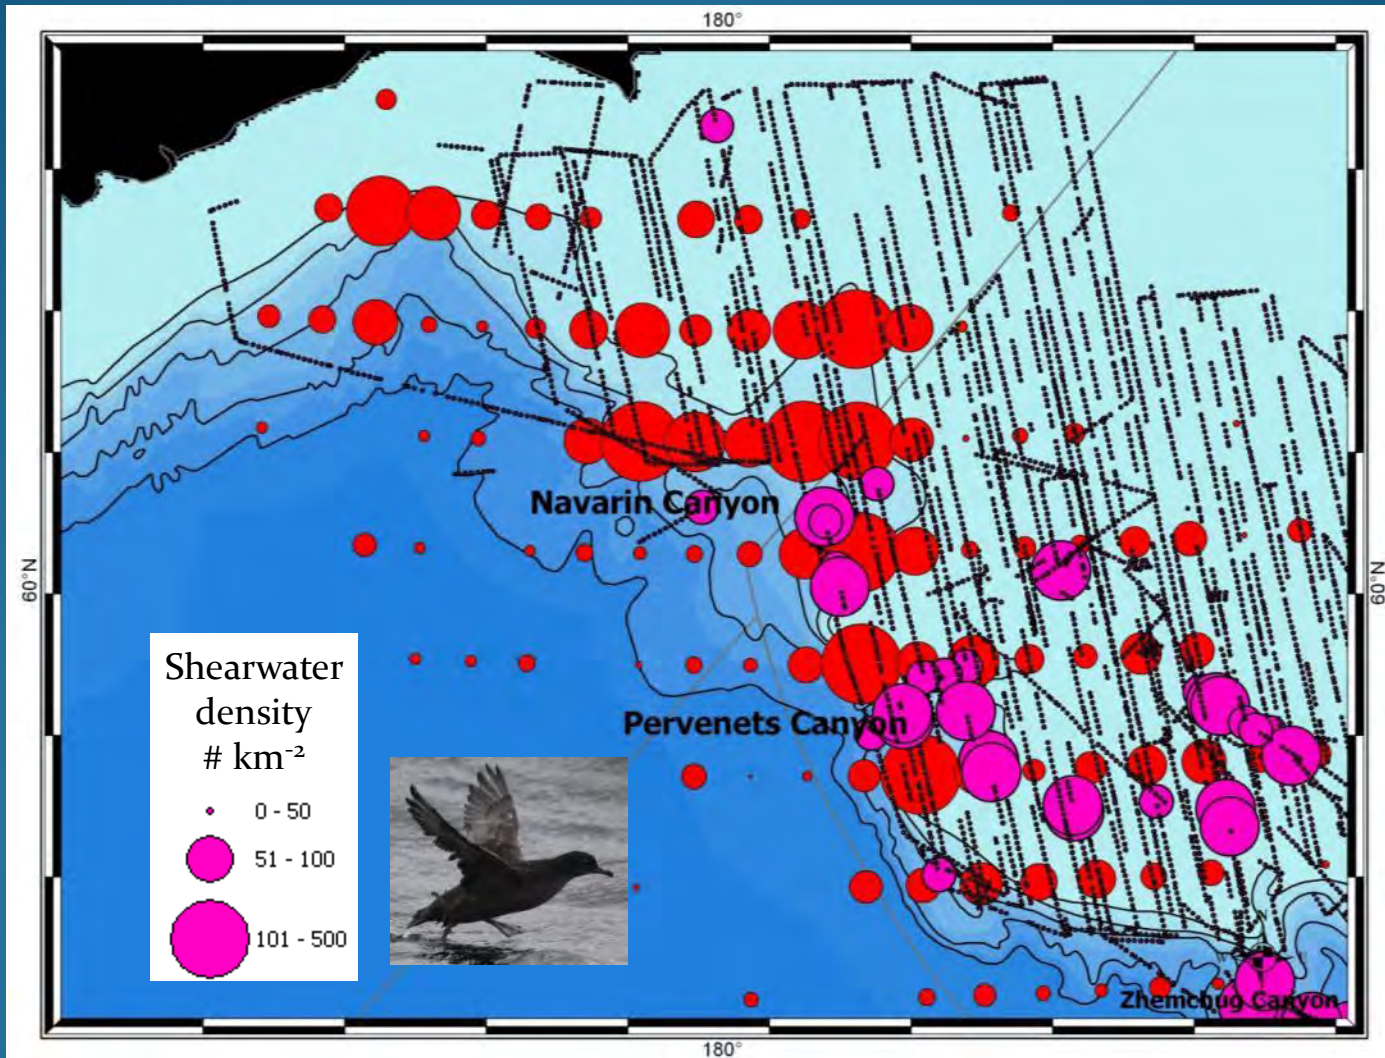 180°
Navarin Canyon
60°N
60°N
Shearwater
density
# km⁻²
0 - 50
51 - 100
101 - 500
Pervenets Canyon
Zhemchug Canyon
180°